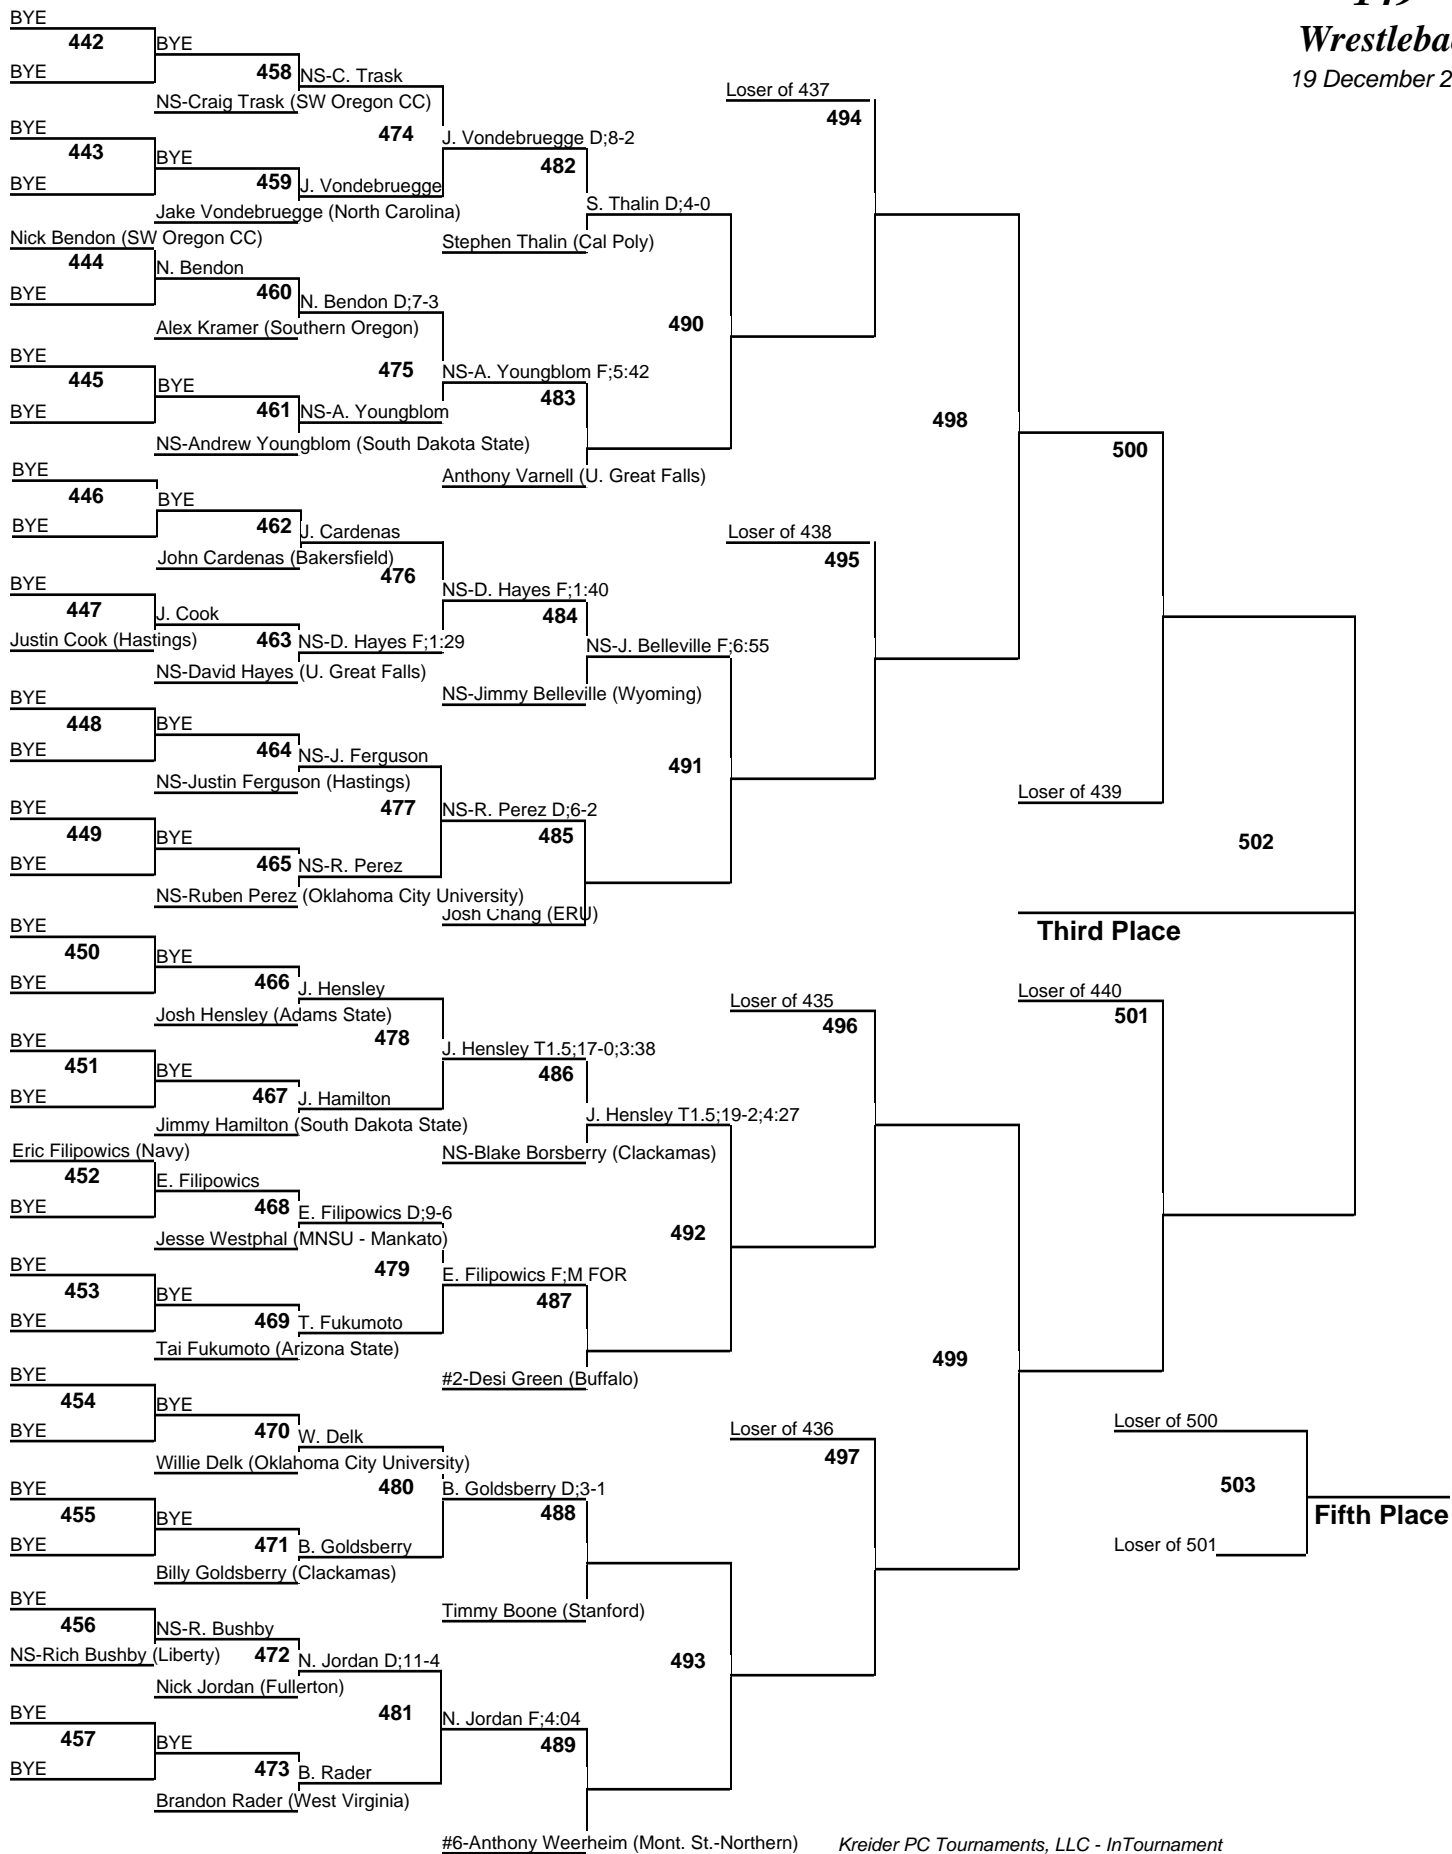 BYE
442
BYE
BYE
458
NS-C. Trask
NS-Craig Trask (SW Oregon CC)
474
BYE
443
BYE
BYE
459
J. Vondebruegge
Jake Vondebruegge (North Carolina)
J. Vondebruegge D;8-2
482
S. Thalin D;4-0
Stephen Thalin (Cal Poly)
Nick Bendon (SW Oregon CC)
444
BYE
N. Bendon
460
N. Bendon D;7-3
Alex Kramer (Southern Oregon)
475
BYE
445
BYE
BYE
461
NS-A. Youngblom
NS-Andrew Youngblom (South Dakota State)
NS-A. Youngblom F;5:42
483
Anthony Varnell (U. Great Falls)
490
Loser of 437
494
Wrestleba
19 December 2
498
500
BYE
446
BYE
BYE
462
J. Cardenas
John Cardenas (Bakersfield)
476
BYE
447
Justin Cook (Hastings)
J. Cook
463
NS-D. Hayes F;1:29
NS-David Hayes (U. Great Falls)
NS-D. Hayes F;1:40
484
NS-J. Belleville F;6:55
NS-Jimmy Belleville (Wyoming)
Loser of 438
495
BYE
448
BYE
BYE
464
NS-J. Ferguson
NS-Justin Ferguson (Hastings)
477
BYE
449
BYE
BYE
465
NS-R. Perez
NS-Ruben Perez (Oklahoma City University)
NS-R. Perez D;6-2
485
Josh Chang (ERU)
491
Loser of 439
502
Third Place
BYE
450
BYE
BYE
466
J. Hensley
Josh Hensley (Adams State)
478
BYE
451
BYE
BYE
467
J. Hamilton
Jimmy Hamilton (South Dakota State)
J. Hensley T1.5;17-0;3:38
486
J. Hensley T1.5;19-2;4:27
NS-Blake Borsberry (Clackamas)
Loser of 435
496
Loser of 440
501
Eric Filipowics (Navy)
452
BYE
E. Filipowics
468
E. Filipowics D;9-6
Jesse Westphal (MNSU - Mankato)
479
BYE
453
BYE
BYE
469
T. Fukumoto
Tai Fukumoto (Arizona State)
E. Filipowics F;M FOR
487
#2-Desi Green (Buffalo)
492
499
BYE
454
BYE
BYE
470
W. Delk
Willie Delk (Oklahoma City University)
480
BYE
455
BYE
BYE
471
B. Goldsberry
Billy Goldsberry (Clackamas)
B. Goldsberry D;3-1
488
Timmy Boone (Stanford)
Loser of 436
497
Loser of 500
503
Fifth Place
Loser of 501
BYE
456
NS-Rich Bushby (Liberty)
NS-R. Bushby
472
N. Jordan D;11-4
Nick Jordan (Fullerton)
481
BYE
457
BYE
BYE
473
B. Rader
Brandon Rader (West Virginia)
N. Jordan F;4:04
489
#6-Anthony Weerheim (Mont. St.-Northern)
493
Kreider PC Tournaments, LLC - InTournament